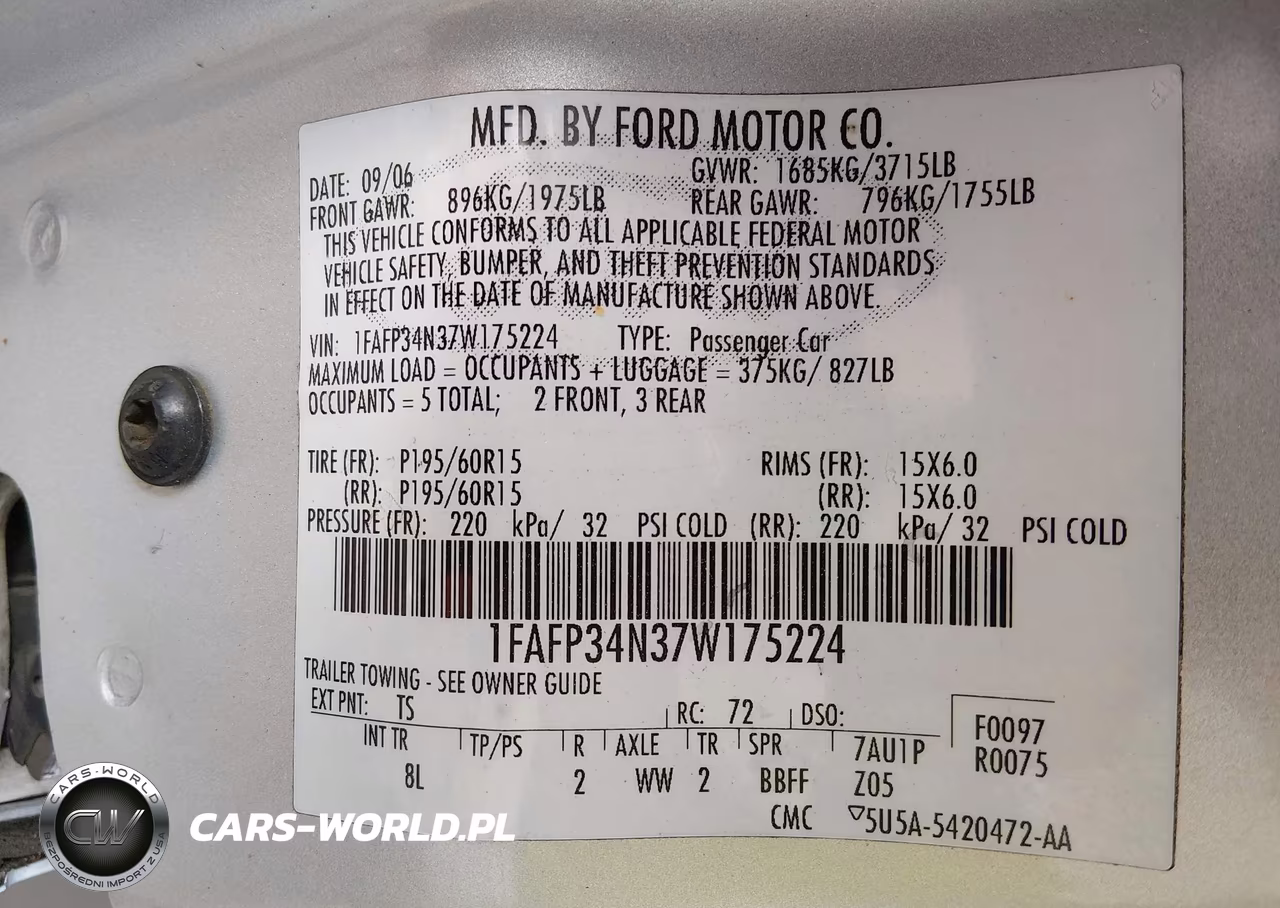 MFD. BY FORD MOTOR CO.
DATE: 09/06 GVWR: 1685KG/3715LB
FRONT GAWR: 896KG/1975LB REAR GAWR: 796KG/1755LB
THIS VEHICLE CONFORMS TO ALL APPLICABLE FEDERAL MOTOR
VEHICLE SAFETY, BUMPER, AND THEFT PREVENTION STANDARDS
IN EFFECT ON THE DATE OF MANUFACTURE SHOWN ABOVE.
VIN: 1FAFP34N37W175224 TYPE: Passenger Car
MAXIMUM LOAD = OCCUPANTS + LUGGAGE = 375KG/ 827LB
OCCUPANTS = 5 TOTAL; 2 FRONT, 3 REAR
TIRE (FR): P195/60R15 RIMS (FR): 15X6.0
(RR): P195/60R15 (RR): 15X6.0
PRESSURE (FR): 220 kPa/ 32 PSI COLD (RR): 220 kPa/ 32 PSI COLD
1FAFP34N37W175224
TRAILER TOWING - SEE OWNER GUIDE
EXT PNT: TS RC: 72 DSO: F0097
INT TR TP/PS R AXLE TR SPR 7AU1P R0075
8L 2 WW 2 BBFF Z05
CMC ▽5U5A-5420472-AA
CARS-WORLD
CW
BEZPOŚREDNI IMPORT Z USA
CARS-WORLD.PL